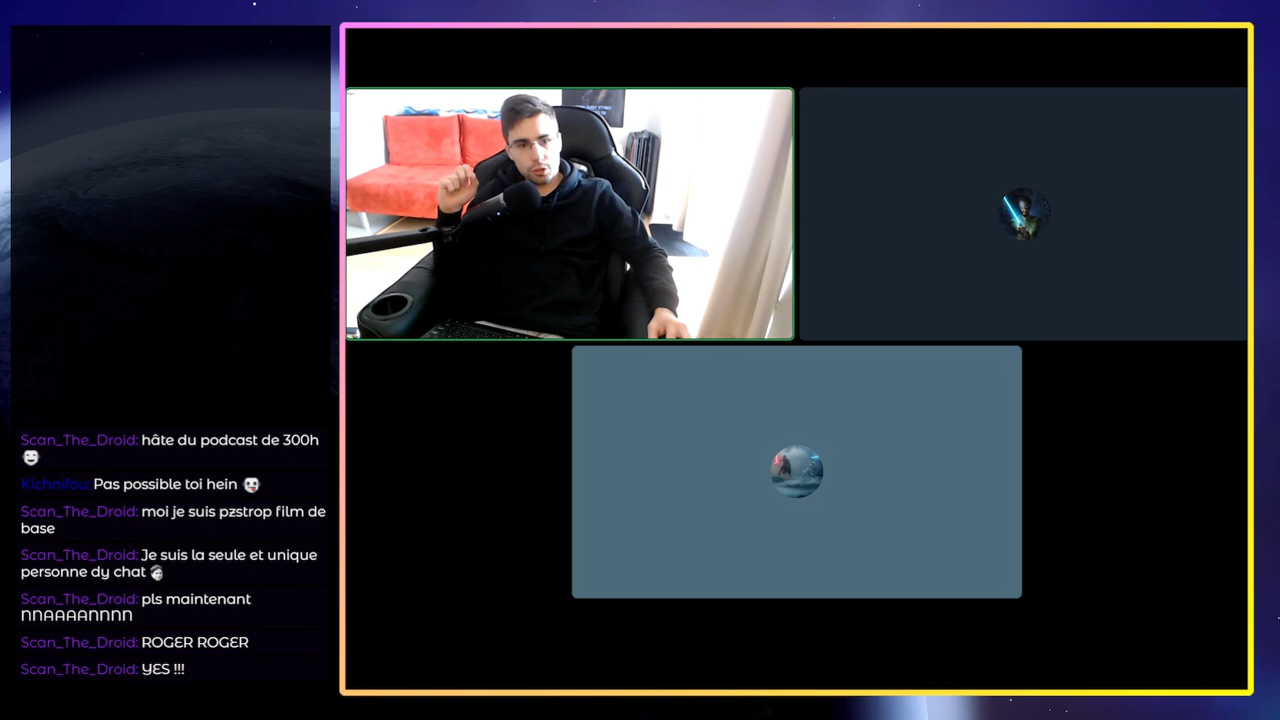 Scan_The_Droid: hâte du podcast de 300h
Kjchnifou: Pas possible toi hein
Scan_The_Droid: moi je suis pzstrop film de
base
Scan_The_Droid: Je suis la seule et unique
personne dy chat
Scan_The_Droid: pls maintenant
NNAAAANNNN
Scan_The_Droid: ROGER ROGER
Scan_The_Droid: YES !!!